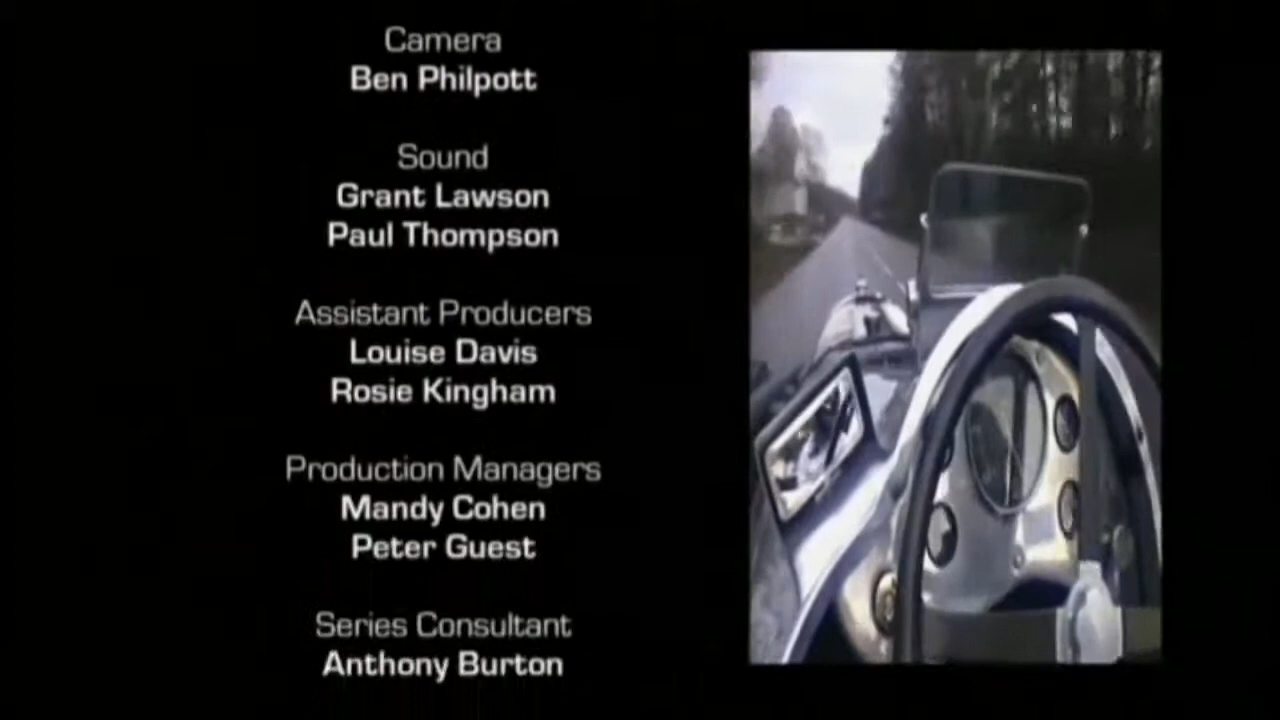 Camera
Ben Philpott
Sound
Grant Lawson
Paul Thompson
Assistant Producers
Louise Davis
Rosie Kingham
Production Managers
Mandy Cohen
Peter Guest
Series Consultant
Anthony Burton